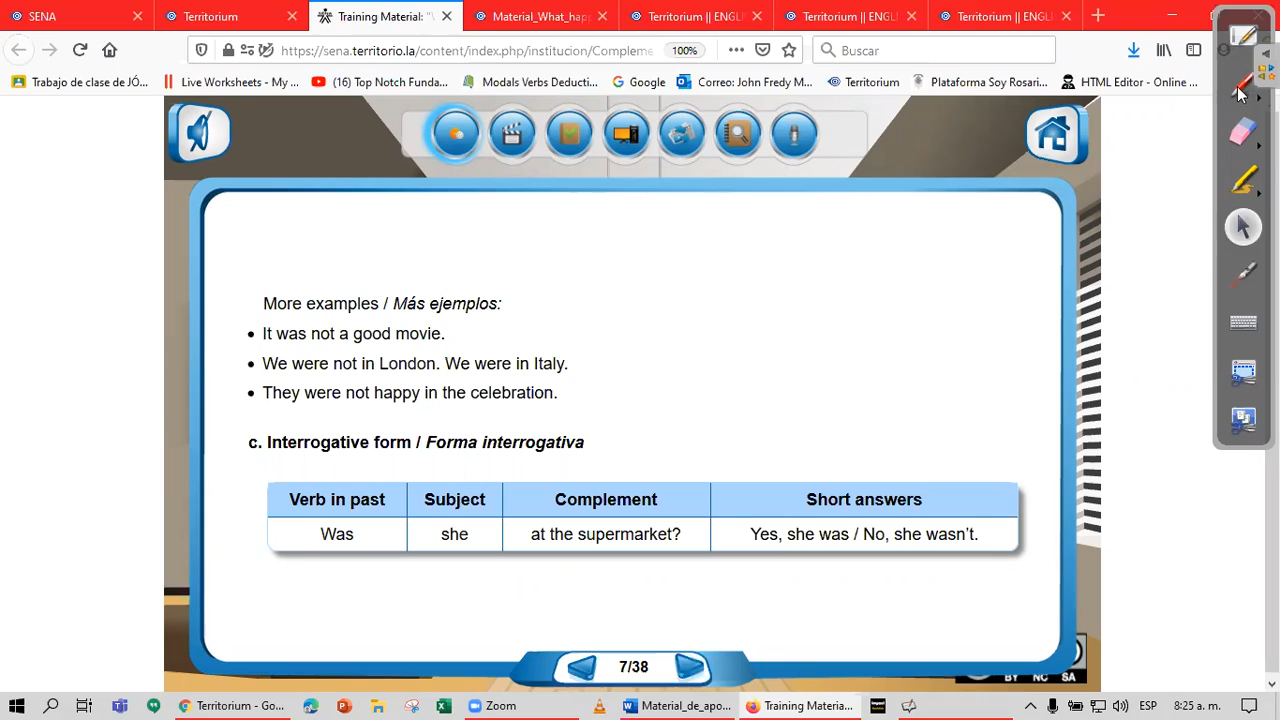 SENA
Territorium
Training Material: "\
Material_What_hap
Territorium || ENGL
Territorium || ENGL
Territorium || ENGL
https://sena.territorio.la/content/index.php/institucion/Compleme
100%
Buscar
Trabajo de clase de JÓ...
Live Worksheets - My...
(16) Top Notch Funda...
Modals Verbs Deducti...
Google
Correo: John Fredy M...
Territorium
Plataforma Soy Rosari...
HTML Editor - Online ...
More examples / Más ejemplos:
• It was not a good movie.
• We were not in London. We were in Italy.
• They were not happy in the celebration.
c. Interrogative form / Forma interrogativa
Verb in past Subject Complement Short answers
Was she at the supermarket? Yes, she was / No, she wasn't.
7/38
BY NC SA
Territorium - Go...
Zoom
Material_de_apo...
Training Materia...
ESP
8:25 a. m.